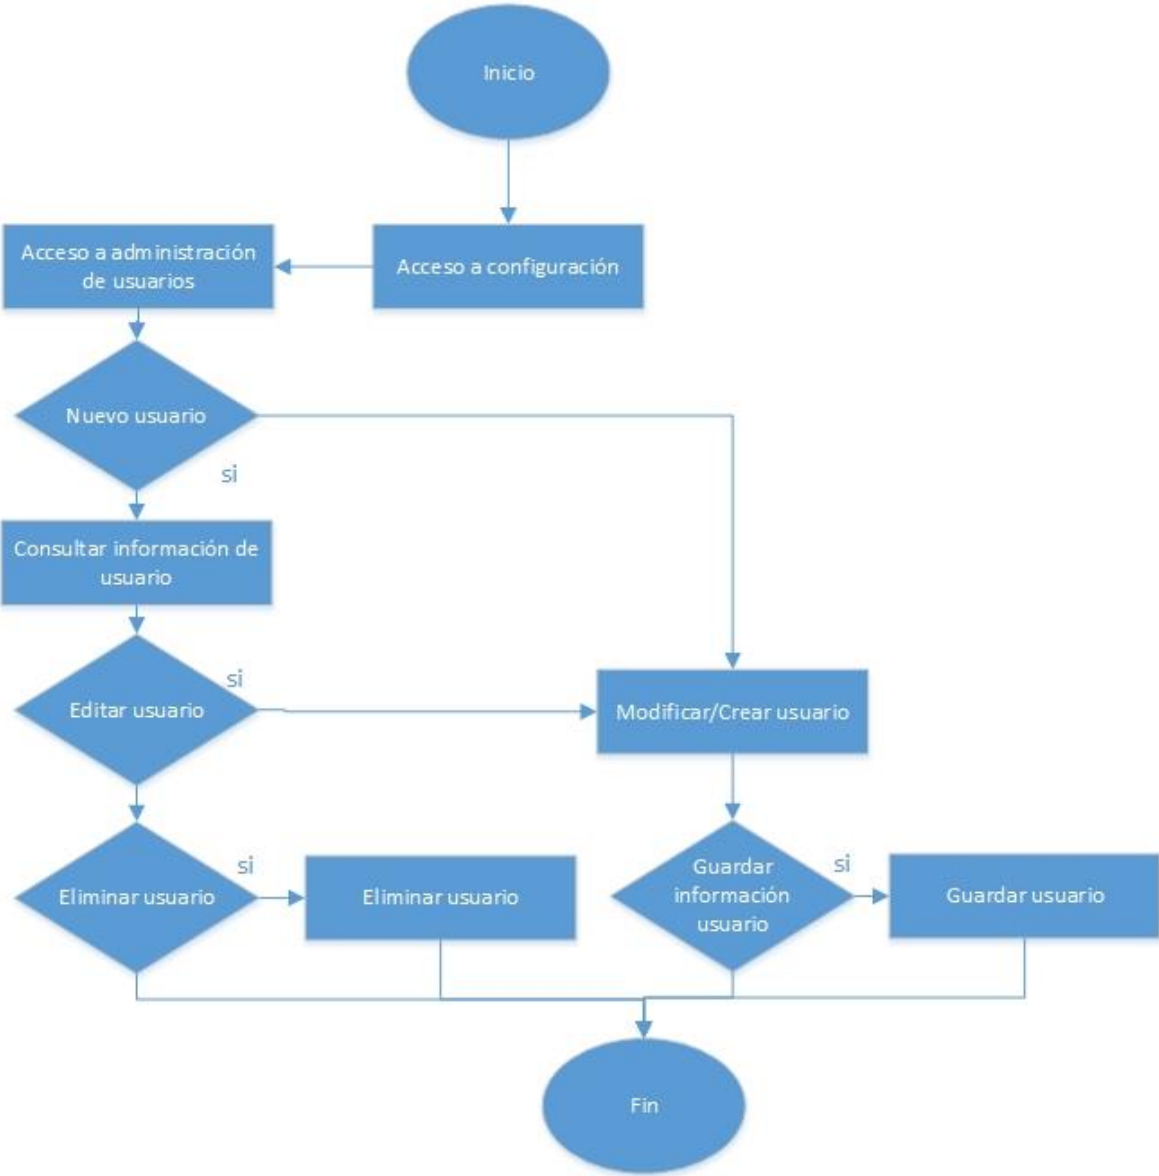 Inicio
Acceso a administración
de usuarios
Acceso a configuración
Nuevo usuario
si
Consultar información de
usuario
si
Editar usuario
Modificar/Crear usuario
Eliminar usuario
si
Eliminar usuario
Guardar
información
usuario
si
Guardar usuario
Fin